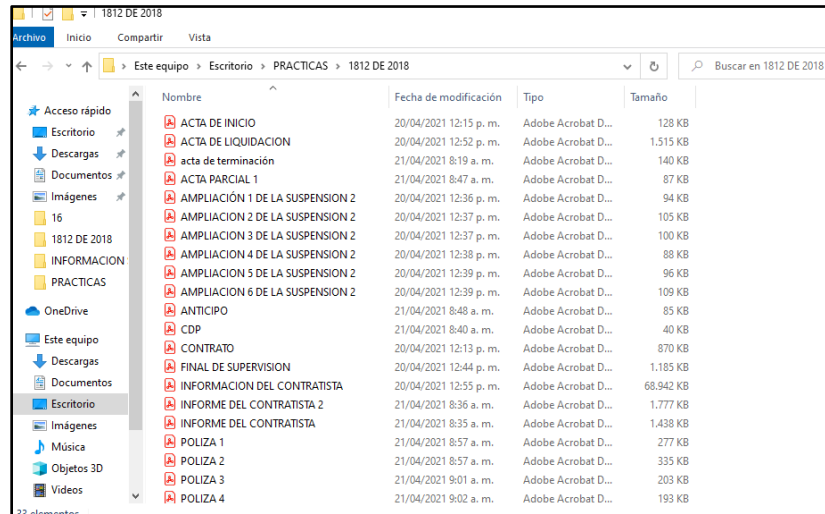 1812 DE 2018
Archivo Inicio Compartir Vista
Este equipo > Escritorio > PRACTICAS > 1812 DE 2018 Buscar en 1812 DE 2018
Nombre Fecha de modificación Tipo Tamaño
Acceso rápido
Escritorio
Descargas
Documentos
Imágenes
16
1812 DE 2018
INFORMACION
PRACTICAS
OneDrive
Este equipo
Descargas
Documentos
Escritorio
Imágenes
Música
Objetos 3D
Videos
ACTA DE INICIO 20/04/2021 12:15 p. m. Adobe Acrobat D... 128 KB
ACTA DE LIQUIDACION 20/04/2021 12:52 p. m. Adobe Acrobat D... 1.515 KB
acta de terminación 21/04/2021 8:19 a. m. Adobe Acrobat D... 140 KB
ACTA PARCIAL 1 21/04/2021 8:47 a. m. Adobe Acrobat D... 87 KB
AMPLIACIÓN 1 DE LA SUSPENSION 2 20/04/2021 12:36 p. m. Adobe Acrobat D... 94 KB
AMPLIACION 2 DE LA SUSPENSION 2 20/04/2021 12:37 p. m. Adobe Acrobat D... 105 KB
AMPLIACION 3 DE LA SUSPENSION 2 20/04/2021 12:37 p. m. Adobe Acrobat D... 100 KB
AMPLIACION 4 DE LA SUSPENSION 2 20/04/2021 12:38 p. m. Adobe Acrobat D... 88 KB
AMPLIACION 5 DE LA SUSPENSION 2 20/04/2021 12:39 p. m. Adobe Acrobat D... 96 KB
AMPLIACION 6 DE LA SUSPENSION 2 20/04/2021 12:39 p. m. Adobe Acrobat D... 109 KB
ANTICIPO 21/04/2021 8:48 a. m. Adobe Acrobat D... 85 KB
CDP 21/04/2021 8:40 a. m. Adobe Acrobat D... 40 KB
CONTRATO 20/04/2021 12:13 p. m. Adobe Acrobat D... 870 KB
FINAL DE SUPERVISION 20/04/2021 12:44 p. m. Adobe Acrobat D... 1.185 KB
INFORMACION DEL CONTRATISTA 20/04/2021 12:55 p. m. Adobe Acrobat D... 68.942 KB
INFORME DEL CONTRATISTA 2 21/04/2021 8:36 a. m. Adobe Acrobat D... 1.777 KB
INFORME DEL CONTRATISTA 21/04/2021 8:35 a. m. Adobe Acrobat D... 1.438 KB
POLIZA 1 21/04/2021 8:57 a. m. Adobe Acrobat D... 277 KB
POLIZA 2 21/04/2021 8:57 a. m. Adobe Acrobat D... 335 KB
POLIZA 3 21/04/2021 9:01 a. m. Adobe Acrobat D... 203 KB
POLIZA 4 21/04/2021 9:02 a. m. Adobe Acrobat D... 193 KB